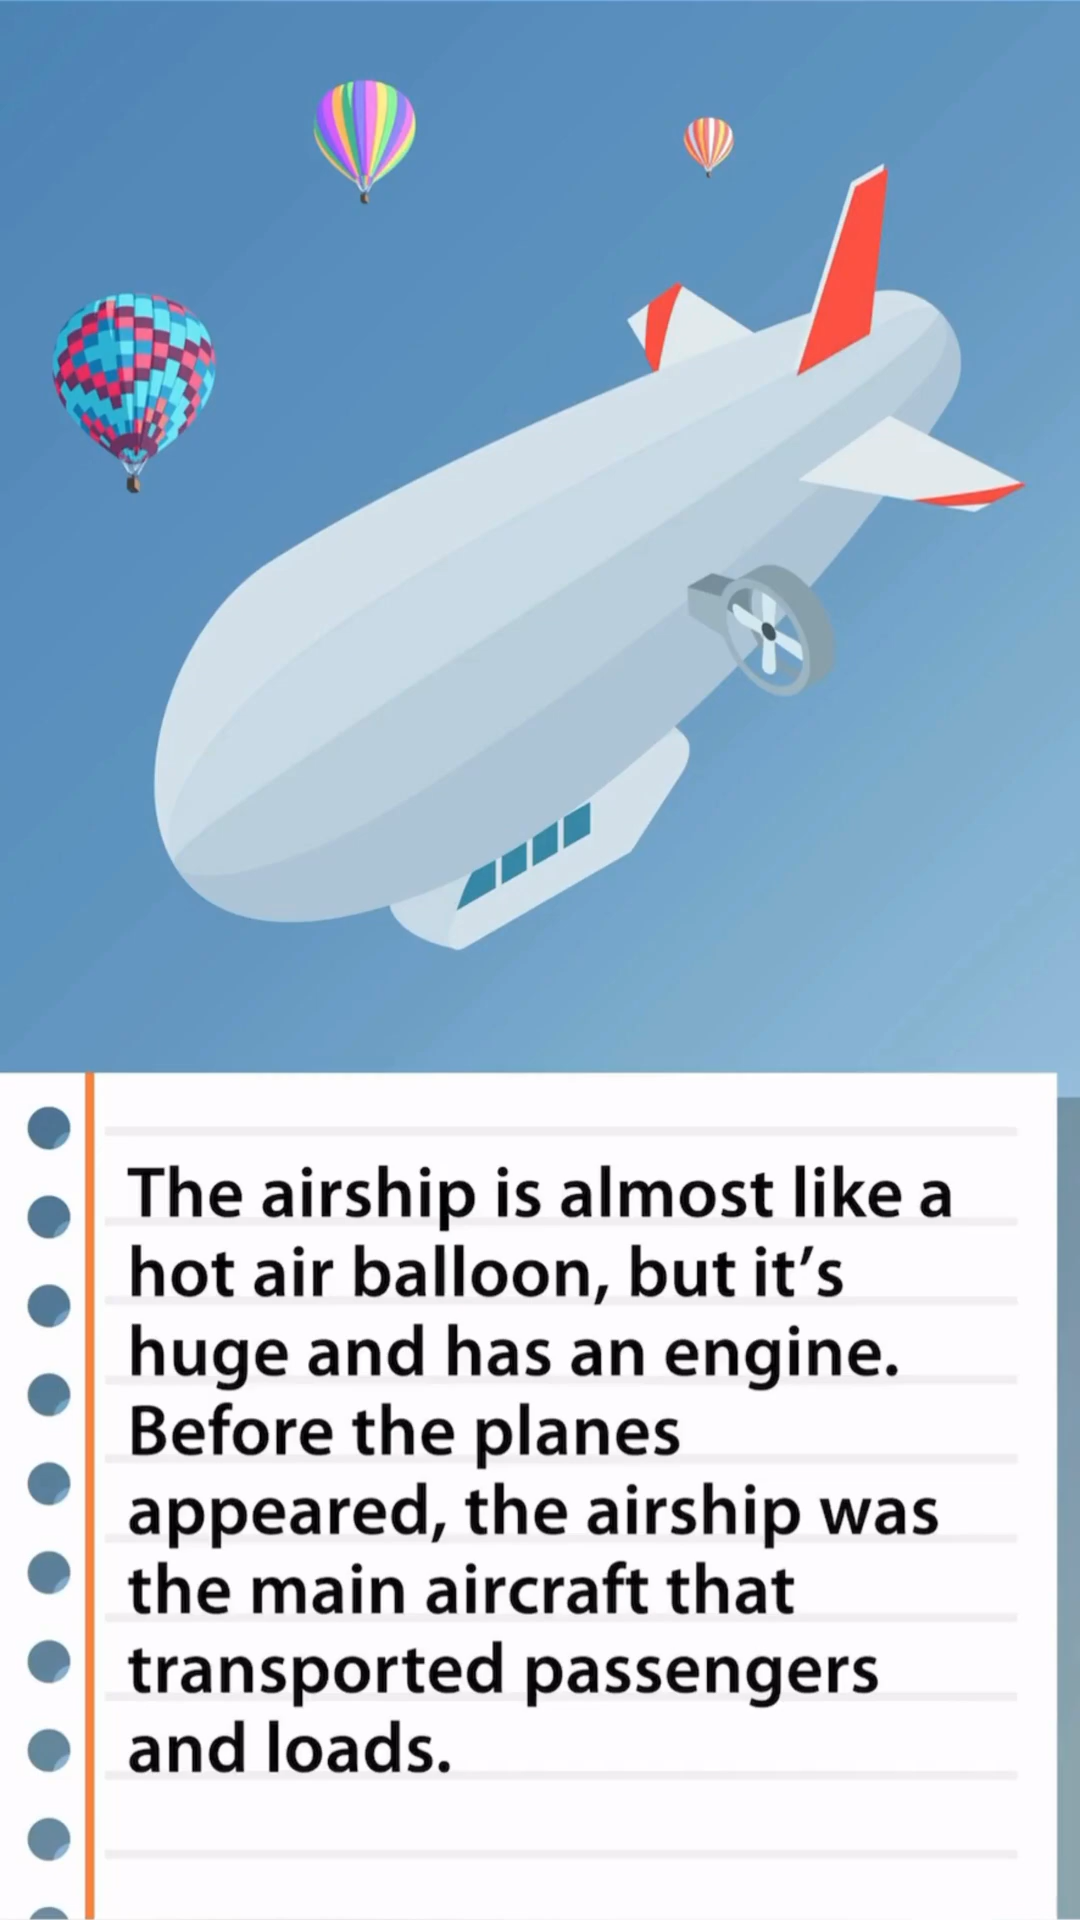 The airship is almost like a
hot air balloon, but it’s
huge and has an engine.
Before the planes
appeared, the airship was
the main aircraft that
transported passengers
and loads.